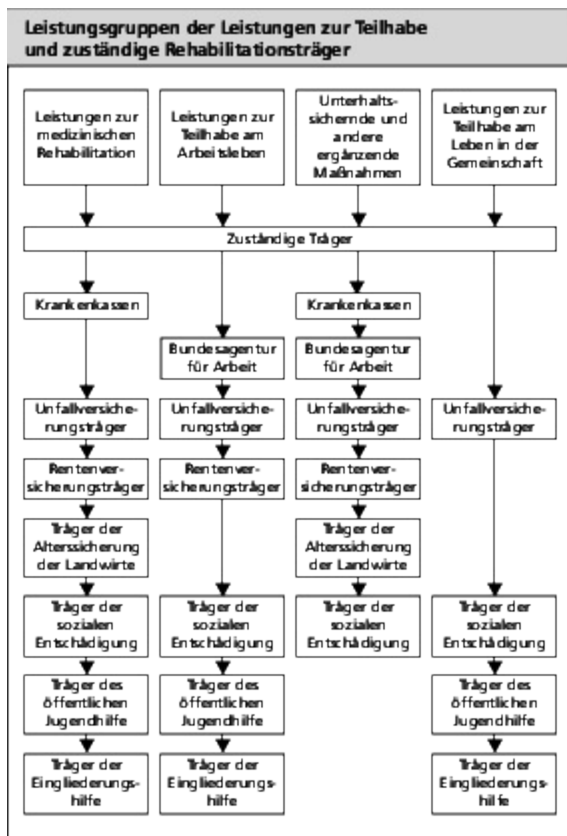 Leistungsgruppen der Leistungen zur Teilhabe
und zuständige Rehabilitationsträger
Leistungen zur
medizinischen
Rehabilitation
Leistungen zur
Teilhabe am
Arbeitsleben
Unterhalts-
sichernde und
andere
ergänzende
Maßnahmen
Leistungen zur
Teilhabe am
Leben in der
Gemeinschaft
Zuständige Träger
Krankenkassen
Krankenkassen
Bundesagentur
für Arbeit
Bundesagentur
für Arbeit
Unfallversiche-
rungsträger
Unfallversiche-
rungsträger
Unfallversiche-
rungsträger
Unfallversiche-
rungsträger
Rentenver-
sicherungsträger
Rentenver-
sicherungsträger
Rentenver-
sicherungsträger
Träger der
Alterssicherung
der Landwirte
Träger der
Alterssicherung
der Landwirte
Träger der
sozialen
Entschädigung
Träger der
sozialen
Entschädigung
Träger der
sozialen
Entschädigung
Träger der
sozialen
Entschädigung
Träger des
öffentlichen
Jugendhilfe
Träger des
öffentlichen
Jugendhilfe
Träger des
öffentlichen
Jugendhilfe
Träger der
Eingliederungs-
hilfe
Träger der
Eingliederungs-
hilfe
Träger der
Eingliederungs-
hilfe